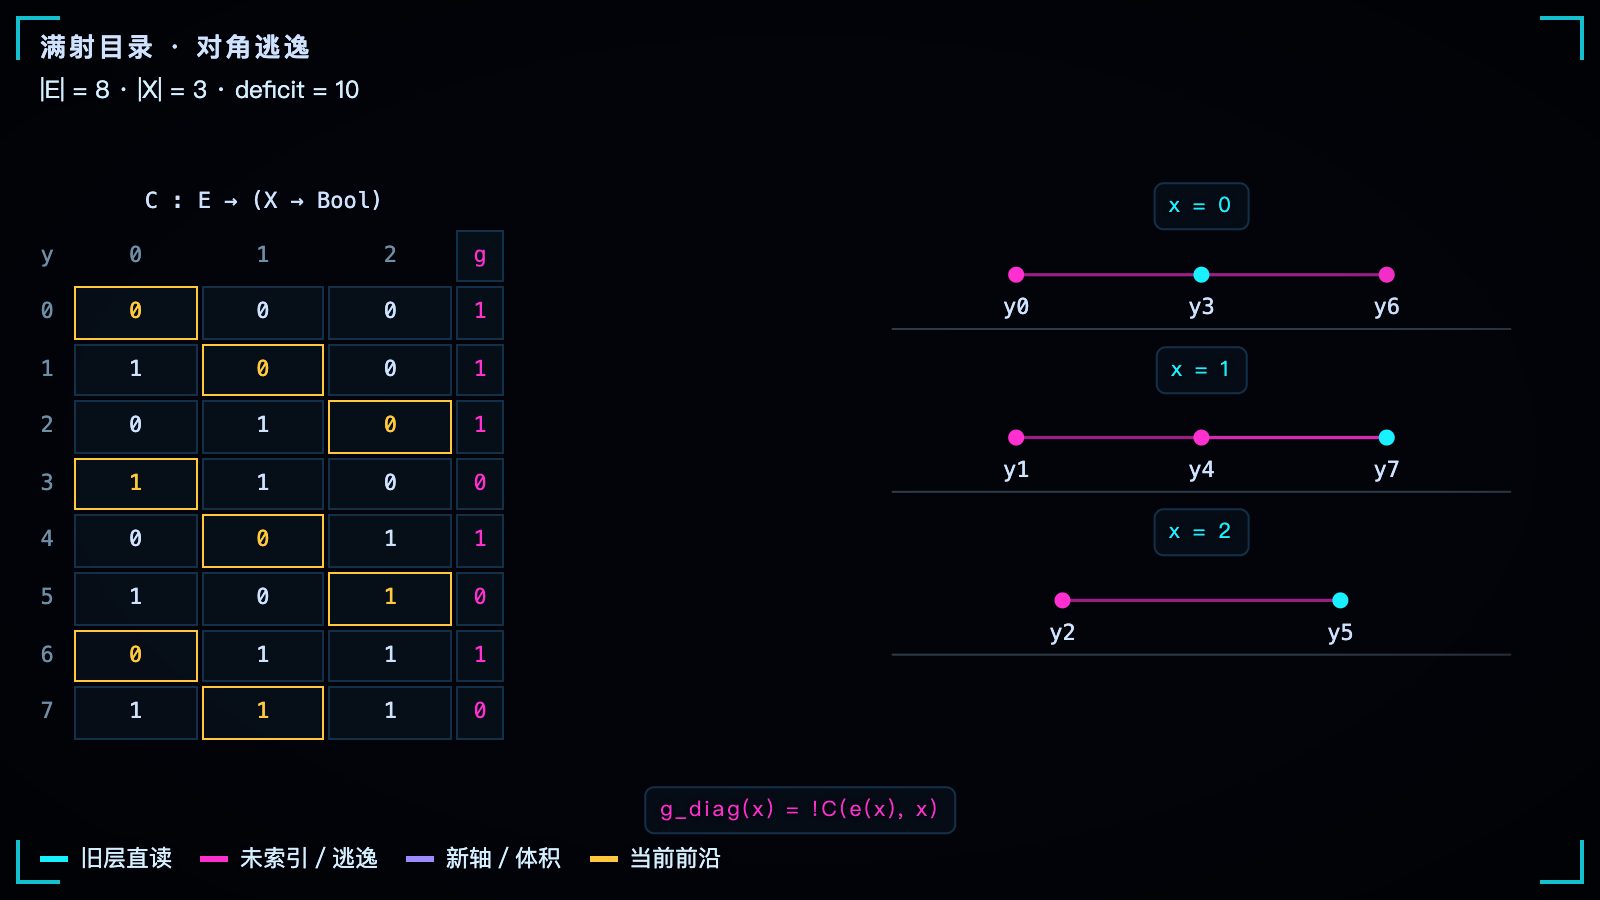 满射目录 · 对角逃逸
|E| = 8 · |X| = 3 · deficit = 10
C : E → (X → Bool)
y 0 1 2 g
0 0 0 0 1
1 1 0 0 1
2 0 1 0 1
3 1 1 0 0
4 0 0 1 1
5 1 0 1 0
6 0 1 1 1
7 1 1 1 0
x = 0
y0 y3 y6
x = 1
y1 y4 y7
x = 2
y2 y5
g_diag(x) = !C(e(x), x)
旧层直读 未索引 / 逃逸 新轴 / 体积 当前前沿